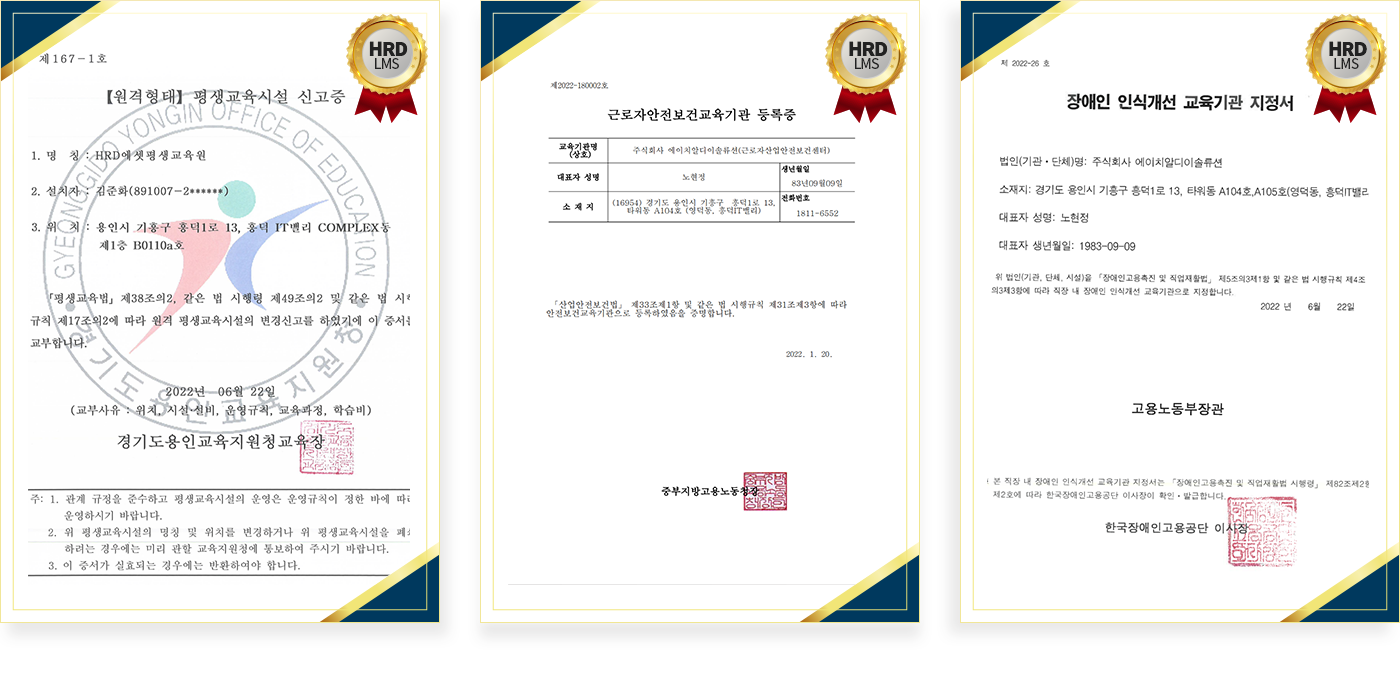 제 167-1호
HRD
LMS
【원격형태】 평생교육시설 신고증
GYEONGGIDO YONGIN OFFICE OF EDUCATION
경기도용인교육지원청
1. 명 칭 : HRD에셋평생교육원
2. 설치자 : 김준화(891007-2******)
3. 위 치 : 용인시 기흥구 흥덕1로 13, 흥덕 IT밸리 COMPLEX동
제1층 B0110a호
「평생교육법」 제38조의2, 같은 법 시행령 제49조의2 및 같은 법 시
규칙 제17조의2에 따라 원격 평생교육시설의 변경신고를 하였기에 이 증서
교부합니다.
2022년 06월 22일
(교부사유 : 위치, 시설·설비, 운영규칙, 교육과정, 학습비)
경기도용인교육지원청교육장
주: 1. 관계 규정을 준수하고 평생교육시설의 운영은 운영규칙이 정한 바에 따
운영하시기 바랍니다.
2. 위 평생교육시설의 명칭 및 위치를 변경하거나 위 평생교육시설을 폐
하려는 경우에는 미리 관할 교육지원청에 통보하여 주시기 바랍니다.
3. 이 증서가 실효되는 경우에는 반환하여야 합니다.
제2022-180002호
HRD
LMS
근로자안전보건교육기관 등록증
교육기관명
(상호)
주식회사 에이치알디이솔류션(근로자산업안전보건센터)
대표자 성명
노현정
생년월일
83년09월09일
소 재 지
(16954) 경기도 용인시 기흥구 흥덕1로 13,
타워동 A104호 (영덕동, 흥덕IT밸리)
전화번호
1811-6552
「산업안전보건법」 제33조제1항 및 같은 법 시행규칙 제31조제3항에 따라
안전보건교육기관으로 등록하였음을 증명합니다.
2022. 1. 20.
중부지방고용노동청장
제 2022-26 호
HRD
LMS
장애인 인식개선 교육기관 지정서
법인(기관·단체)명: 주식회사 에이치알디이솔류션
소재지: 경기도 용인시 기흥구 흥덕1로 13, 타워동 A104호,A105호(영덕동, 흥덕IT밸리
대표자 성명: 노현정
대표자 생년월일: 1983-09-09
위 법인(기관, 단체, 시설)을 「장애인고용촉진 및 직업재활법」 제5조의3제1항 및 같은 법 시행규칙 제4조
의3제3항에 따라 직장 내 장애인 인식개선 교육기관으로 지정합니다.
2022 년 6월 22일
고용노동부장관
본 직장 내 장애인 인식개선 교육기관 지정서는 「장애인고용촉진 및 직업재활법 시행령」 제82조제2항
제2호에 따라 한국장애인고용공단 이사장이 확인·발급합니다.
한국장애인고용공단 이사장